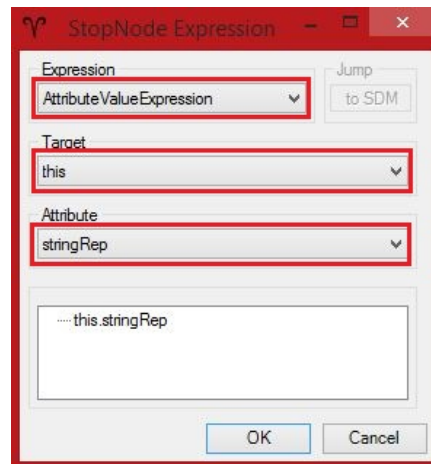 StopNode Expression
Expression
Jump
AttributeValueExpression
to SDM
Target
this
Attribute
stringRep
this.stringRep
OK
Cancel